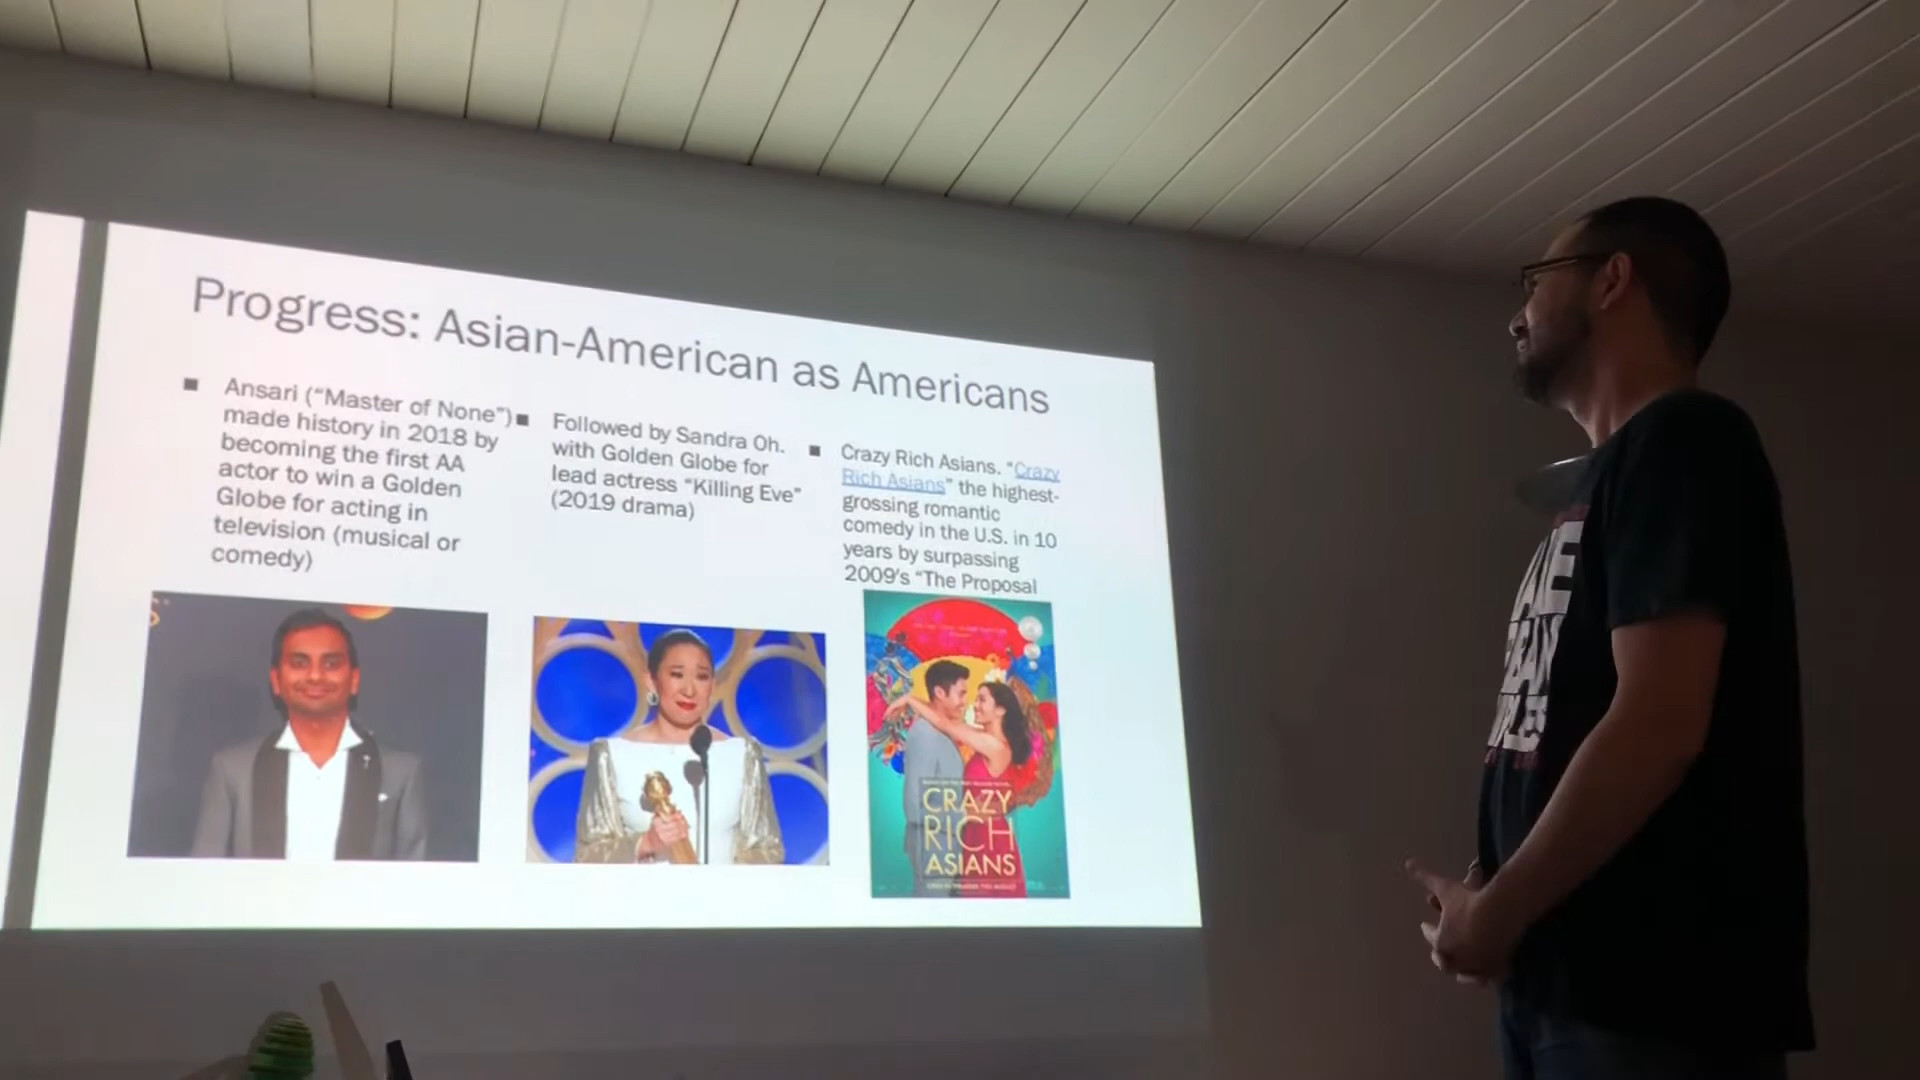 Progress: Asian-American as Americans
Ansari (“Master of None”)
made history in 2018 by
becoming the first AA
actor to win a Golden
Globe for acting in
television (musical or
comedy)
Followed by Sandra Oh.
with Golden Globe for
lead actress “Killing Eve”
(2019 drama)
Crazy Rich Asians. “Crazy
Rich Asians” the highest-
grossing romantic
comedy in the U.S. in 10
years by surpassing
2009's “The Proposal
CRAZY
RICH
ASIANS